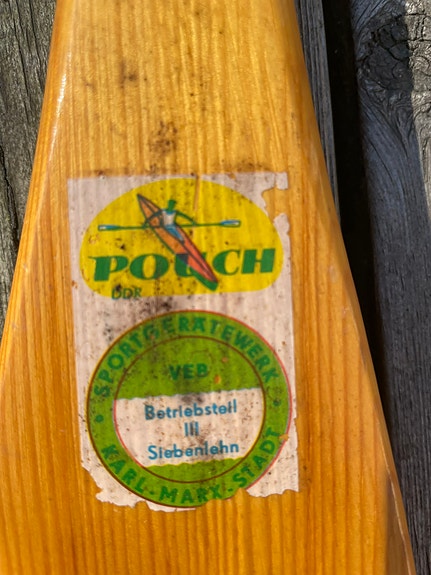 POUCH
DDR
SPORTGERÄTEWERK
VEB
Betriebsteil
III
Siebenlehn
KARL-MARX-STADT